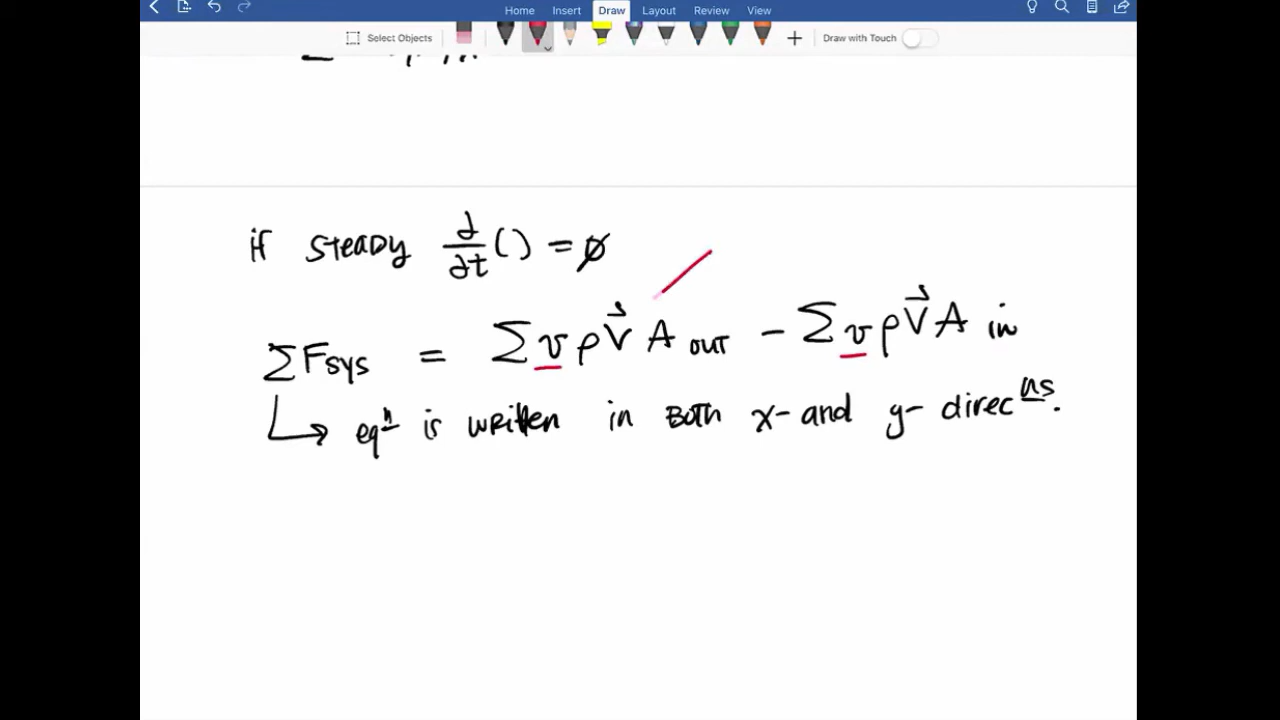 Home Insert Draw Layout Review View
Select Objects Draw with Touch
if steady ∂/∂t ( ) = ∅
ΣFsys = Σ v ρ V⃗ A out − Σ v ρ V⃗ A in
↳ eqⁿ is written in Both x- and y- direcⁿˢ.